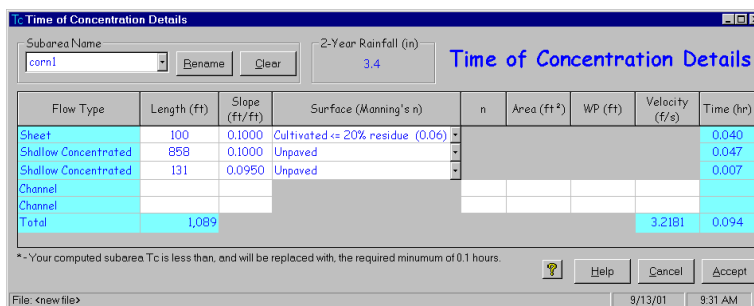 Tc Time of Concentration Details
Subarea Name
corn1 Rename Clear
2-Year Rainfall (in)
3.4
Time of Concentration Details
Flow Type Length (ft) Slope (ft/ft) Surface (Manning's n) n Area (ft²) WP (ft) Velocity (f/s) Time (hr)
Sheet 100 0.1000 Cultivated <= 20% residue (0.06) 0.040
Shallow Concentrated 858 0.1000 Unpaved 0.047
Shallow Concentrated 131 0.0950 Unpaved 0.007
Channel
Channel
Total 1,089 3.2181 0.094
*- Your computed subarea Tc is less than, and will be replaced with, the required minumum of 0.1 hours.
? Help Cancel Accept
File: <new file> 9/13/01 9:31 AM